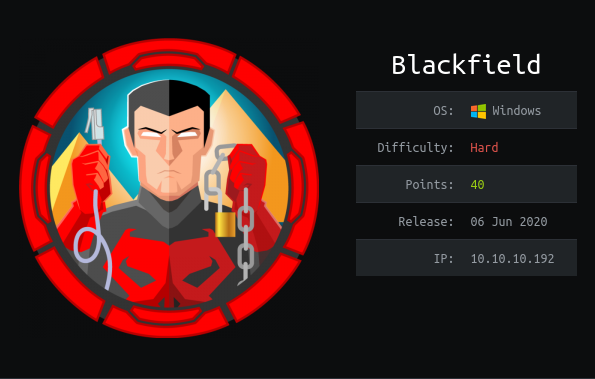 Blackfield
OS: Windows
Difficulty: Hard
Points: 40
Release: 06 Jun 2020
IP: 10.10.10.192